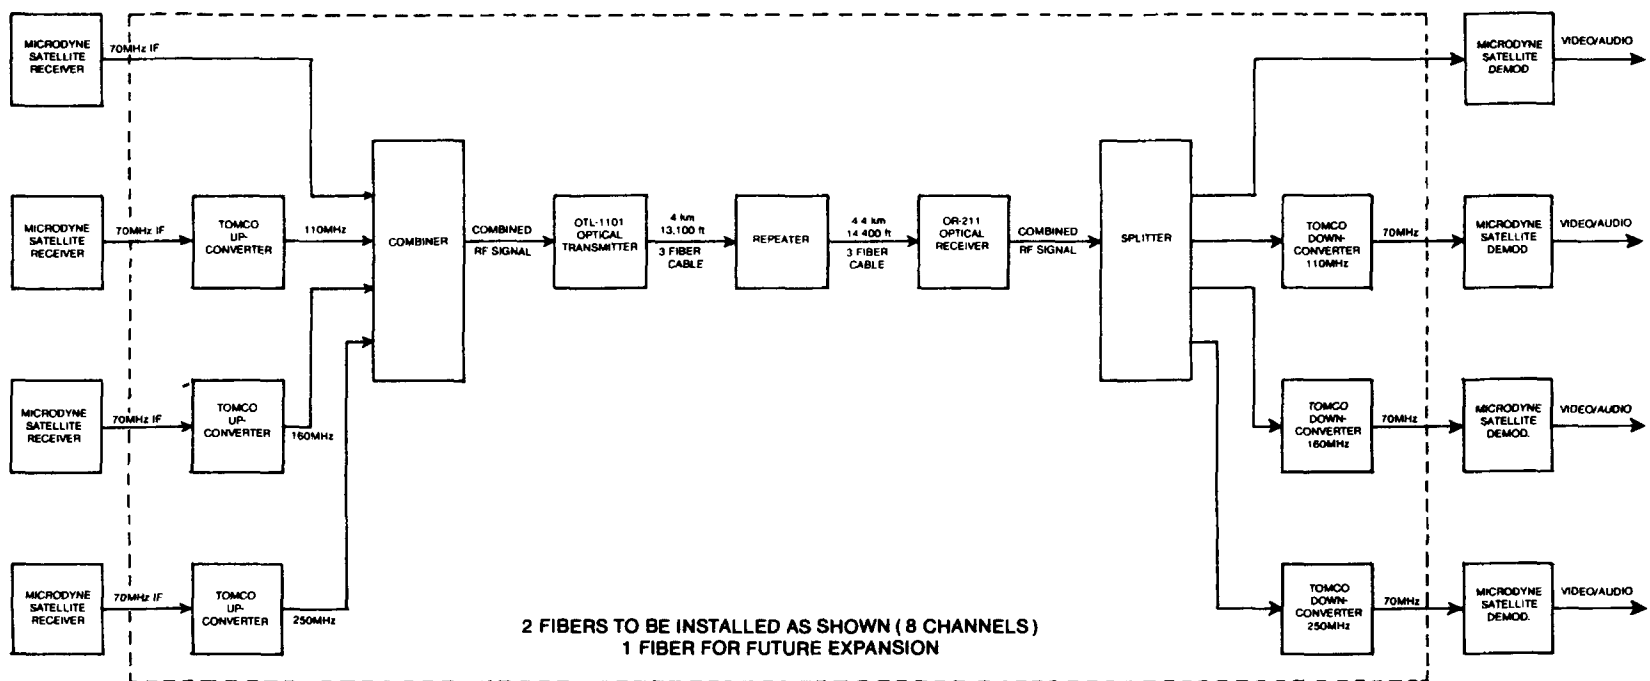 MICRODYNE
SATELLITE
RECEIVER
70MHz IF
MICRODYNE
SATELLITE
DEMOD
VIDEO/AUDIO
MICRODYNE
SATELLITE
RECEIVER
70MHz IF
TOMCO
UP-
CONVERTER
110MHz
COMBINER
COMBINED
RF SIGNAL
OTL-1101
OPTICAL
TRANSMITTER
4 km
13,100 ft
3 FIBER
CABLE
REPEATER
4.4 km
14 400 ft
3 FIBER
CABLE
OR-211
OPTICAL
RECEIVER
COMBINED
RF SIGNAL
SPLITTER
TOMCO
DOWN-
CONVERTER
110MHz
70MHz
MICRODYNE
SATELLITE
DEMOD
VIDEO/AUDIO
MICRODYNE
SATELLITE
RECEIVER
70MHz IF
TOMCO
UP-
CONVERTER
160MHz
TOMCO
DOWN-
CONVERTER
160MHz
70MHz
MICRODYNE
SATELLITE
DEMOD.
VIDEO/AUDIO
MICRODYNE
SATELLITE
RECEIVER
70MHz IF
TOMCO
UP-
CONVERTER
250MHz
TOMCO
DOWN-
CONVERTER
250MHz
70MHz
MICRODYNE
SATELLITE
DEMOD.
VIDEO/AUDIO
2 FIBERS TO BE INSTALLED AS SHOWN ( 8 CHANNELS )
1 FIBER FOR FUTURE EXPANSION